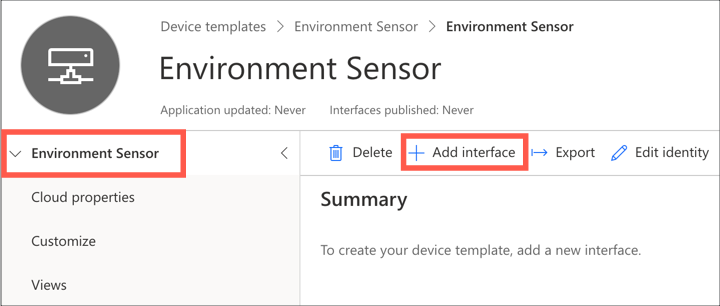 Device templates > Environment Sensor > Environment Sensor
Environment Sensor
Application updated: Never Interfaces published: Never
Environment Sensor
Delete Add interface Export Edit identity
Cloud properties
Customize
Views
Summary
To create your device template, add a new interface.